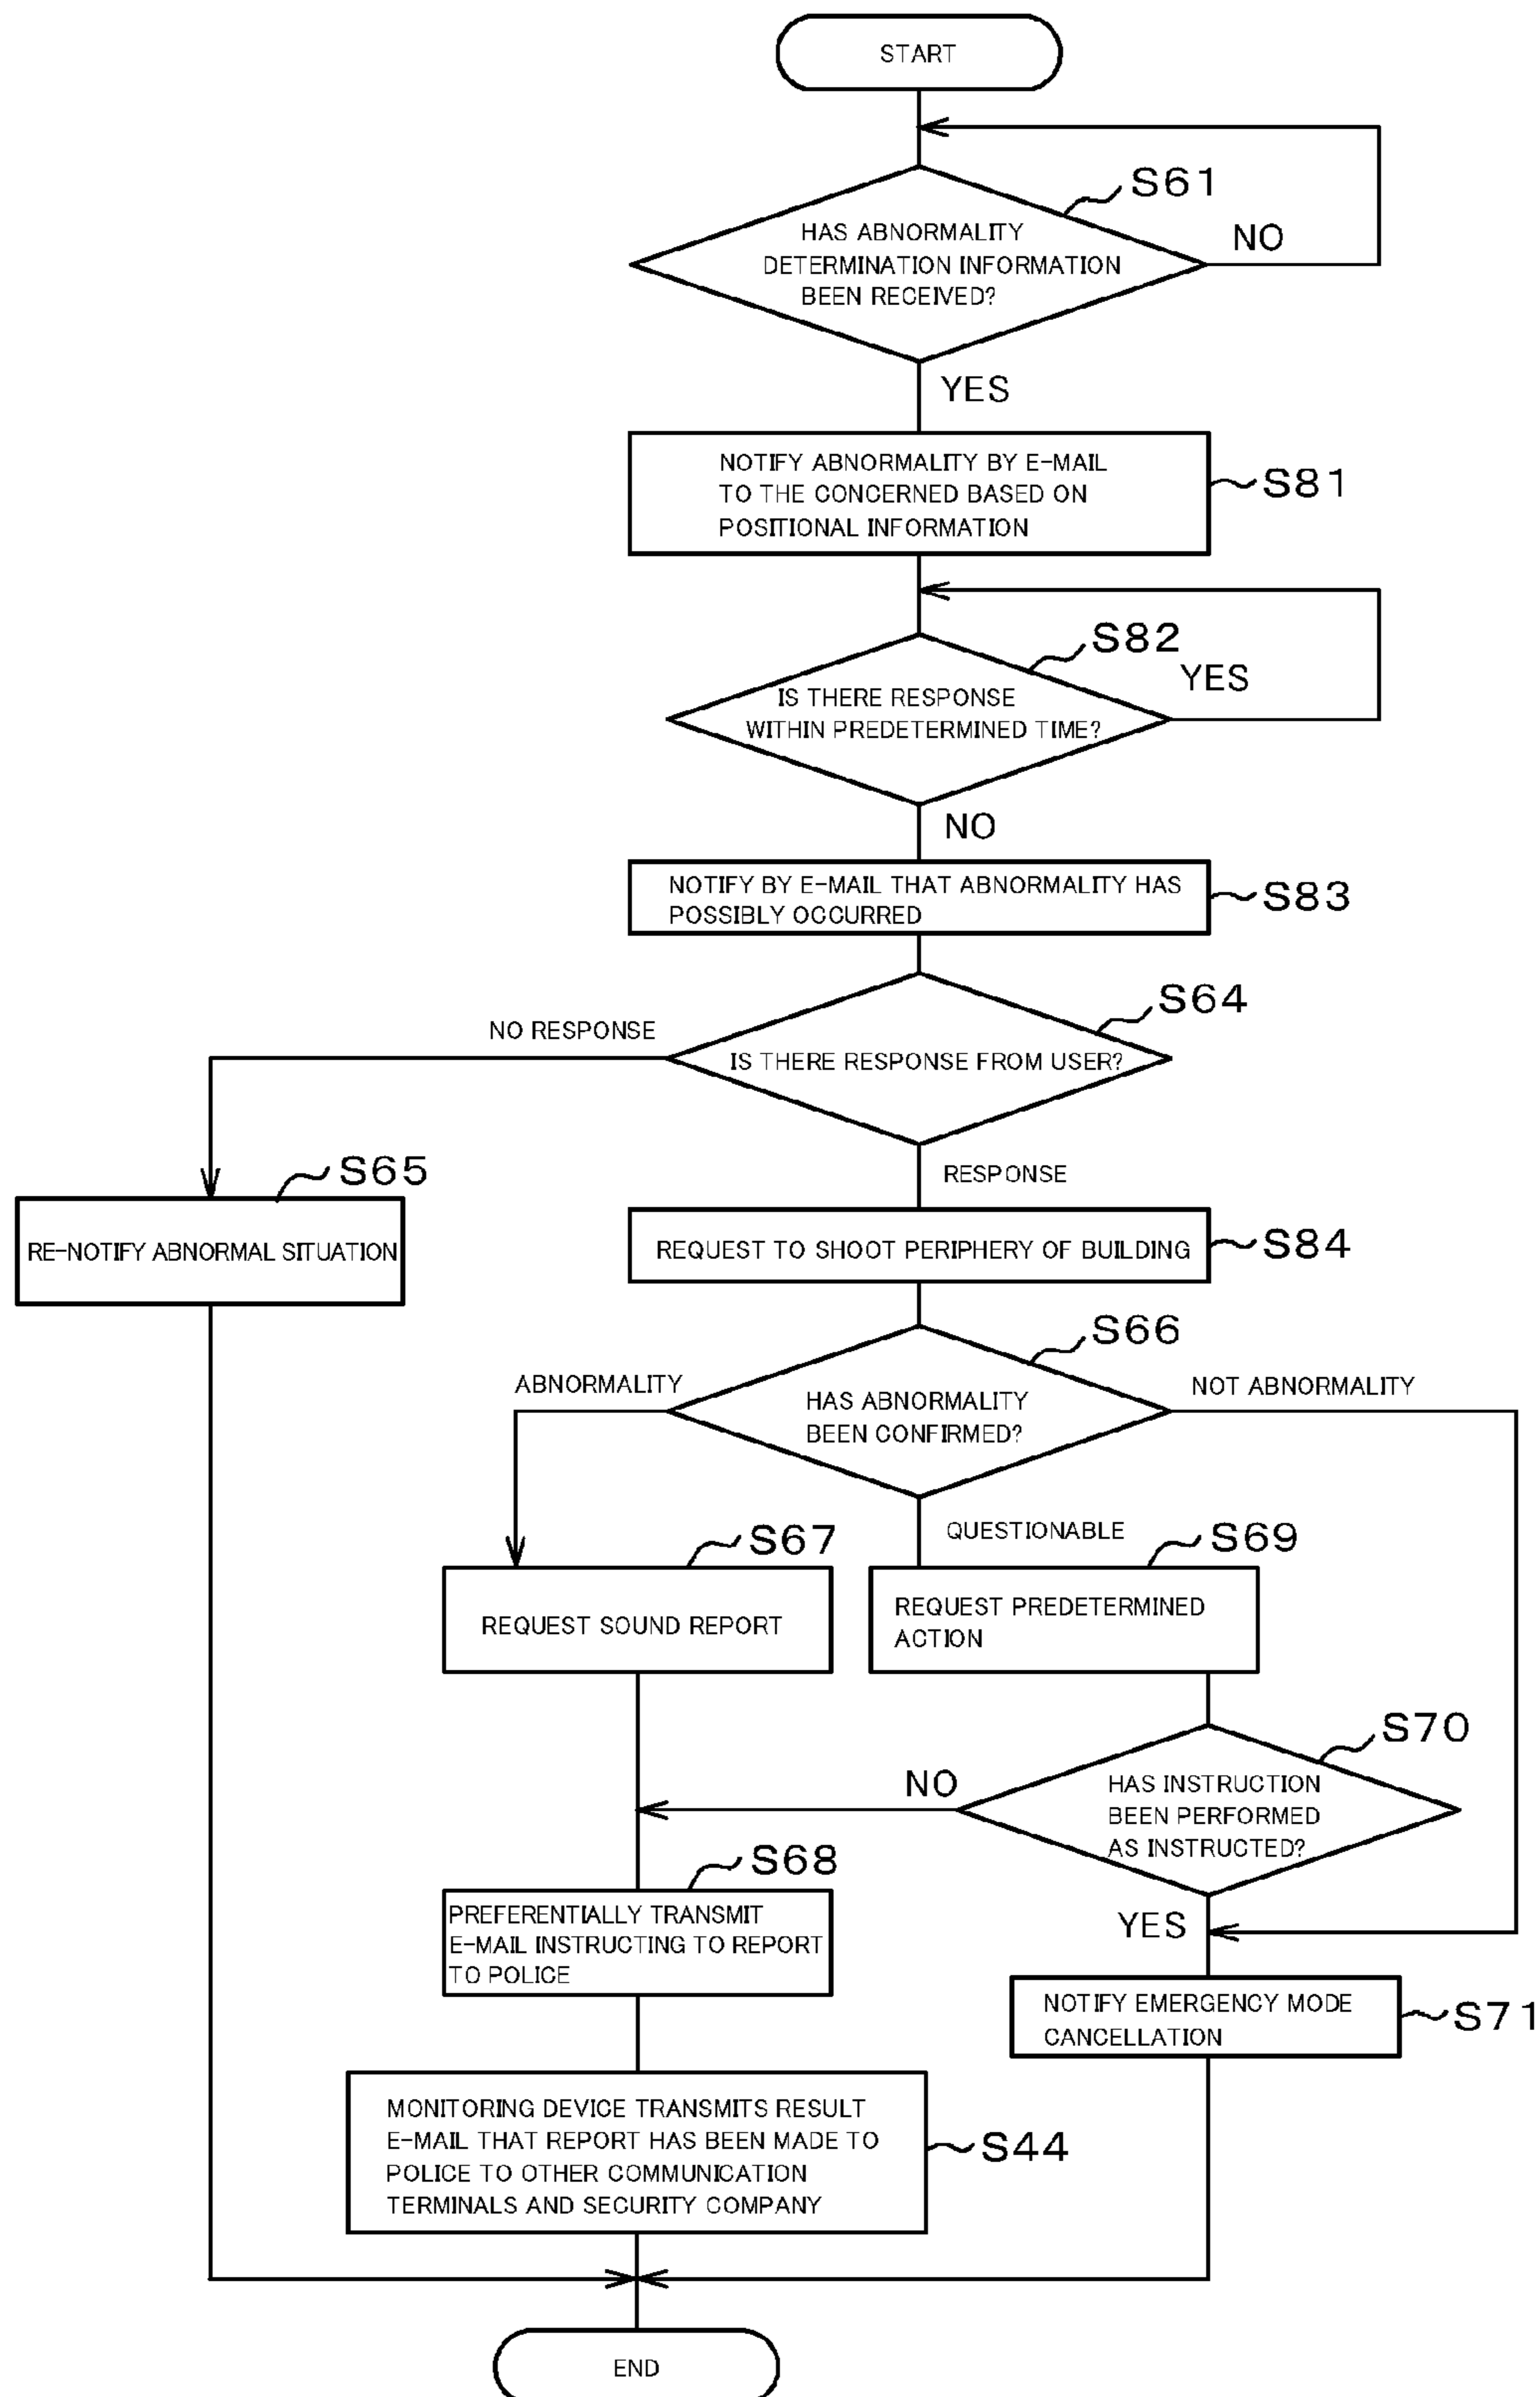 START
S61
HAS ABNORMALITY
DETERMINATION INFORMATION
BEEN RECEIVED?
NO
YES
NOTIFY ABNORMALITY BY E-MAIL
TO THE CONCERNED BASED ON
POSITIONAL INFORMATION
S81
S82
YES
IS THERE RESPONSE
WITHIN PREDETERMINED TIME?
NO
NOTIFY BY E-MAIL THAT ABNORMALITY HAS
POSSIBLY OCCURRED
S83
S64
NO RESPONSE
IS THERE RESPONSE FROM USER?
RESPONSE
S65
RE-NOTIFY ABNORMAL SITUATION
REQUEST TO SHOOT PERIPHERY OF BUILDING
S84
S66
ABNORMALITY
NOT ABNORMALITY
HAS ABNORMALITY
BEEN CONFIRMED?
QUESTIONABLE
S67
S69
REQUEST SOUND REPORT
REQUEST PREDETERMINED
ACTION
S70
NO
HAS INSTRUCTION
BEEN PERFORMED
AS INSTRUCTED?
S68
PREFERENTIALLY TRANSMIT
E-MAIL INSTRUCTING TO REPORT
TO POLICE
YES
NOTIFY EMERGENCY MODE
CANCELLATION
S71
MONITORING DEVICE TRANSMITS RESULT
E-MAIL THAT REPORT HAS BEEN MADE TO
POLICE TO OTHER COMMUNICATION
TERMINALS AND SECURITY COMPANY
S44
END